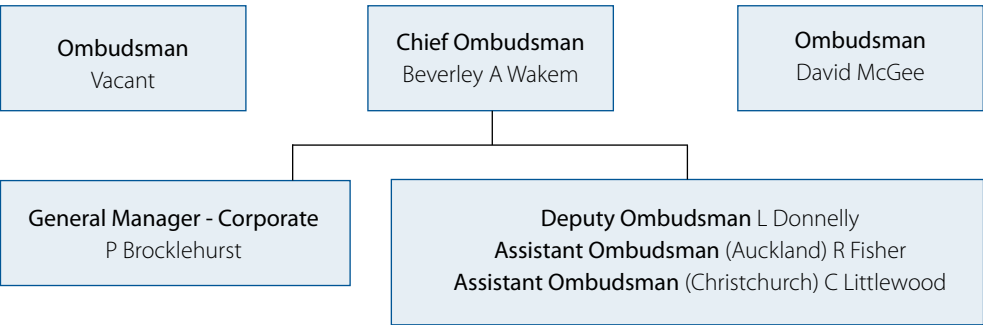 Ombudsman
Vacant
Chief Ombudsman
Beverley A Wakem
Ombudsman
David McGee
General Manager - Corporate
P Brocklehurst
Deputy Ombudsman L Donnelly
Assistant Ombudsman (Auckland) R Fisher
Assistant Ombudsman (Christchurch) C Littlewood